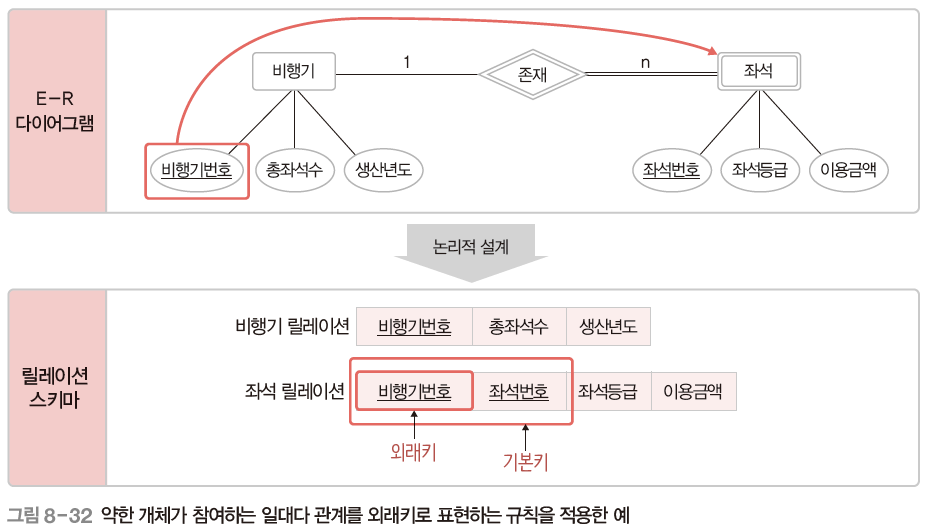 E-R
다이어그램
비행기
1
존재
n
좌석
비행기번호
총좌석수
생산년도
좌석번호
좌석등급
이용금액
논리적 설계
릴레이션
스키마
비행기 릴레이션
비행기번호
총좌석수
생산년도
좌석 릴레이션
비행기번호
좌석번호
좌석등급
이용금액
외래키
기본키
그림 8-32 약한 개체가 참여하는 일대다 관계를 외래키로 표현하는 규칙을 적용한 예